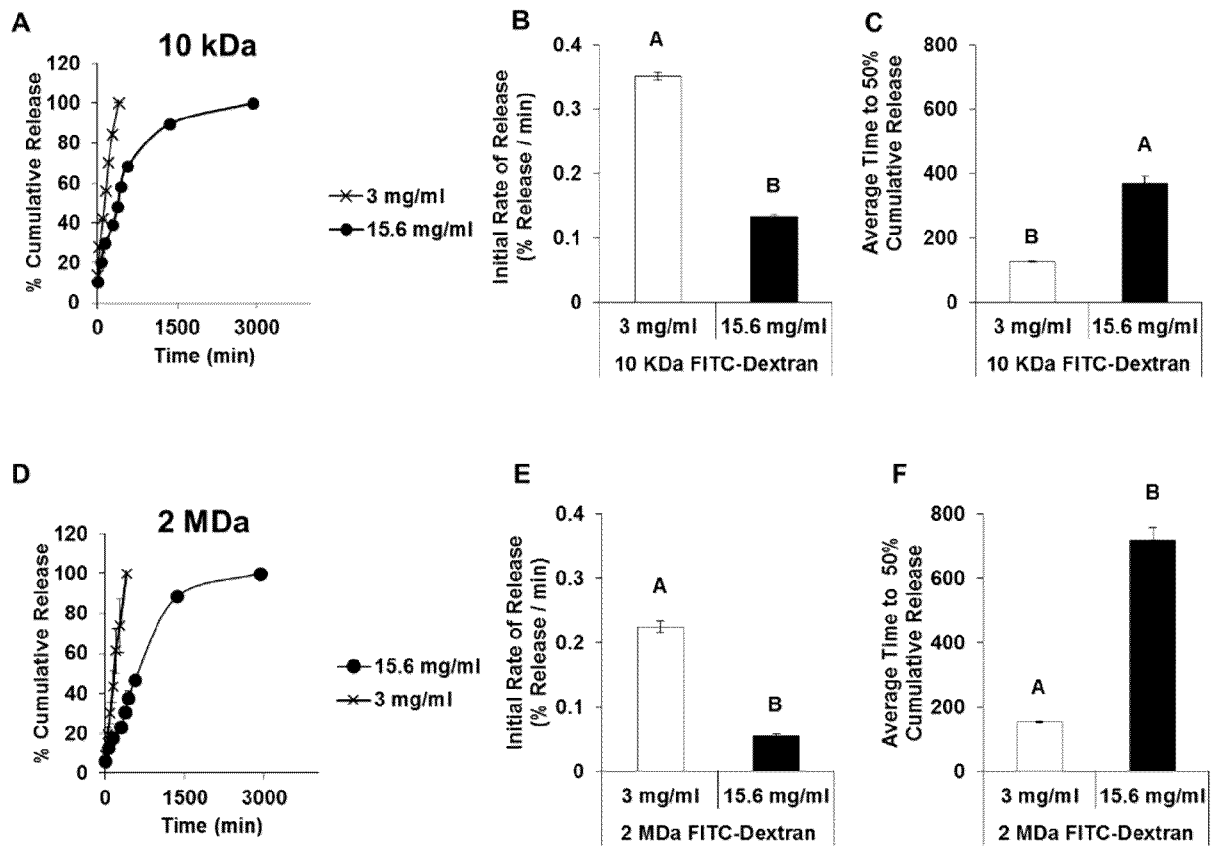 A
10 kDa
% Cumulative Release
120
100
80
60
40
20
0
0 1500 3000
Time (min)
3 mg/ml
15.6 mg/ml
B
Initial Rate of Release
(% Release / min)
0.4
0.3
0.2
0.1
0
A
B
3 mg/ml 15.6 mg/ml
10 KDa FITC-Dextran
C
Average Time to 50%
Cumulative Release
800
600
400
200
0
B
A
3 mg/ml 15.6 mg/ml
10 KDa FITC-Dextran
D
2 MDa
% Cumulative Release
120
100
80
60
40
20
0
0 1500 3000
Time (min)
15.6 mg/ml
3 mg/ml
E
Initial Rate of Release
(% Release / min)
0.4
0.3
0.2
0.1
0
A
B
3 mg/ml 15.6 mg/ml
2 MDa FITC-Dextran
F
Average Time to 50%
Cumulative Release
800
600
400
200
0
A
B
3 mg/ml 15.6 mg/ml
2 MDa FITC-Dextran